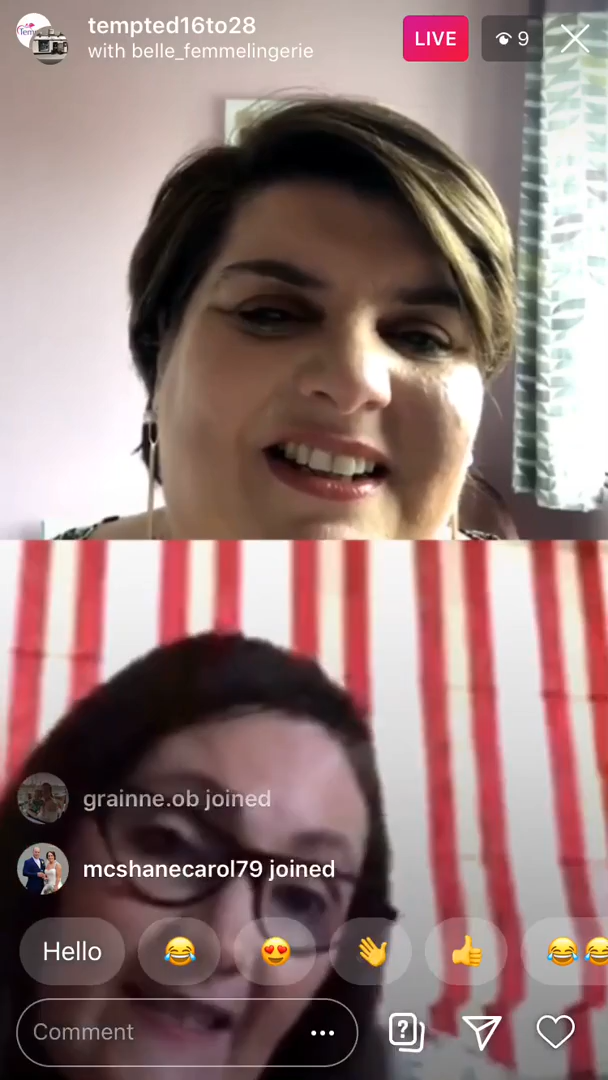 tempted16to28
with belle_femmelingerie
LIVE
9
grainne.ob joined
mcshanecarol79 joined
Hello
Comment